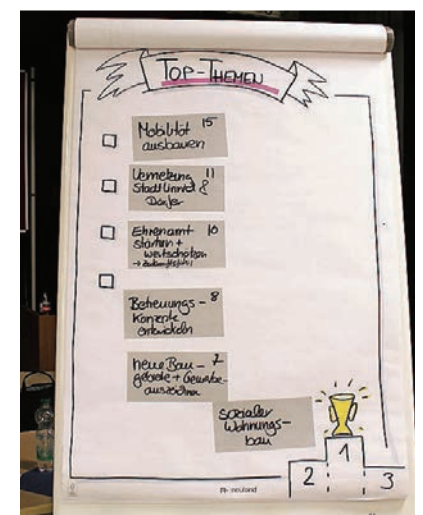 TOP-THEMEN
Mobilität 15
ausbauen
Vernetzung 11
Stadt Unna &
Dörfer
Ehrenamt 10
stärken +
wertschätzen
Betreuungs- 8
Konzepte
entwickeln
neue Bau- 7
gebiete + Gewerbe-
ausweisen
sozialer
Wohnungs-
bau
1
2
3
neuland